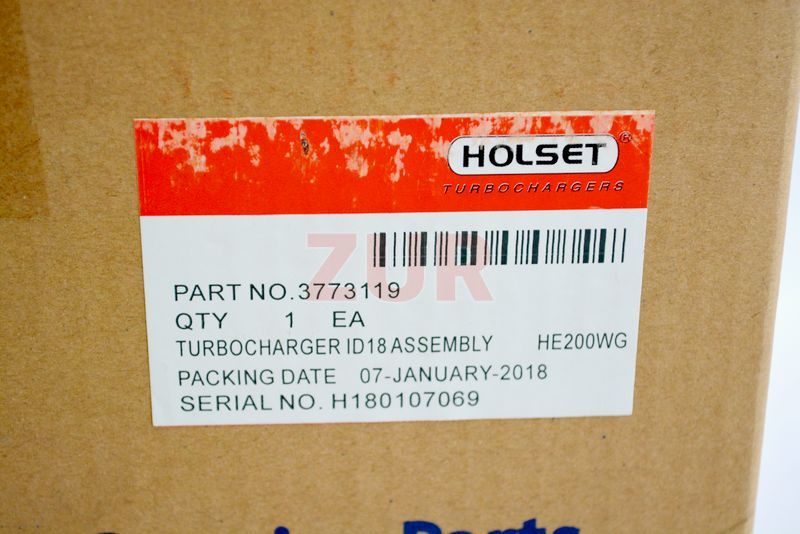 HOLSET®
TURBOCHARGERS
ZUR
PART NO. 3773119
QTY 1 EA
TURBOCHARGER ID18 ASSEMBLY HE200WG
PACKING DATE 07-JANUARY-2018
SERIAL NO. H180107069
Parts